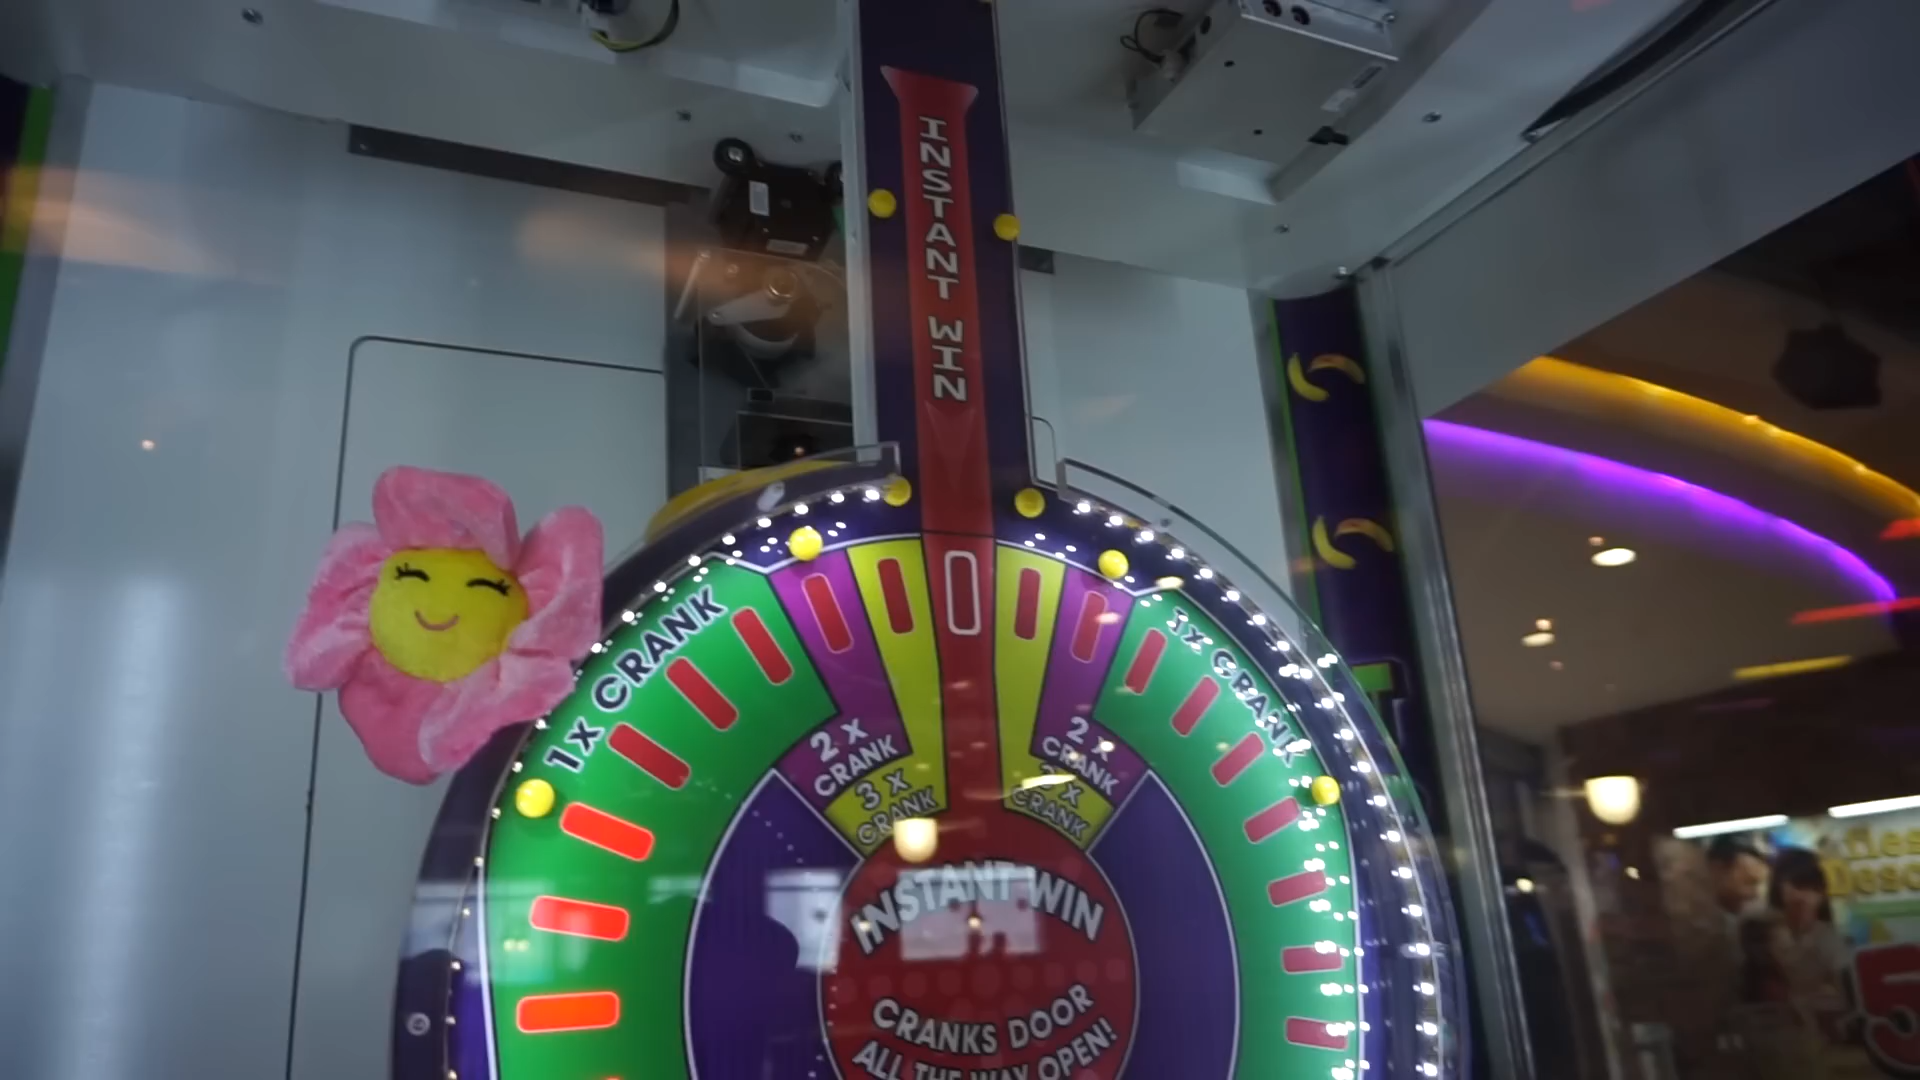 INSTANT WIN
1x CRANK
1x CRANK
2 x
CRANK
2 x
CRANK
3 x
CRANK
3 x
CRANK
INSTANT WIN
CRANKS DOOR
ALL THE WAY OPEN!
5